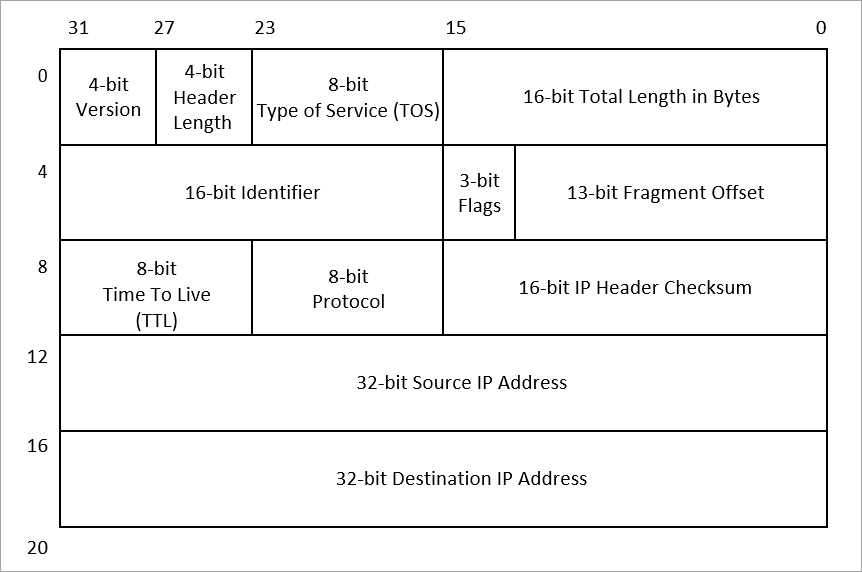 31 27 23 15 0
0
4-bit
Version
4-bit
Header
Length
8-bit
Type of Service (TOS)
16-bit Total Length in Bytes
4
16-bit Identifier
3-bit
Flags
13-bit Fragment Offset
8
8-bit
Time To Live
(TTL)
8-bit
Protocol
16-bit IP Header Checksum
12
32-bit Source IP Address
16
32-bit Destination IP Address
20